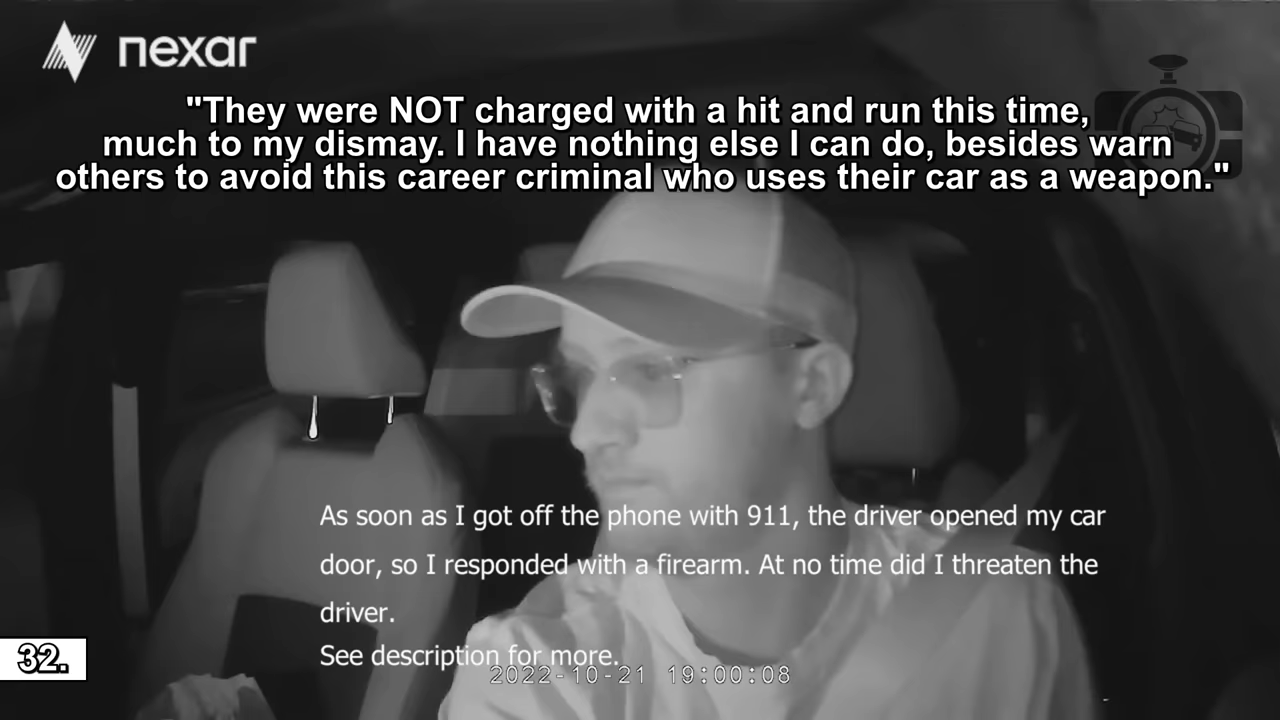 nexar
"They were NOT charged with a hit and run this time,
much to my dismay. I have nothing else I can do, besides warn
others to avoid this career criminal who uses their car as a weapon."
As soon as I got off the phone with 911, the driver opened my car
door, so I responded with a firearm. At no time did I threaten the
driver.
See description for more.
32.
2022-10-21 19:00:08